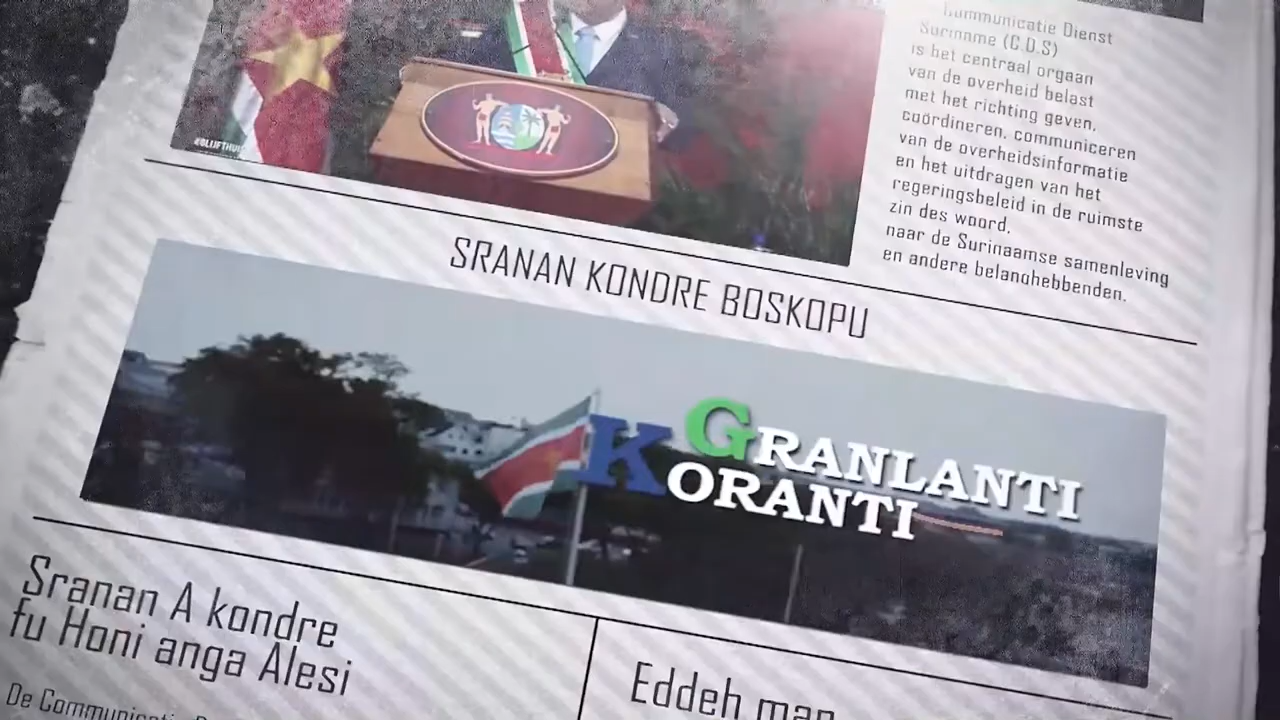 Communicatie Dienst
Suriname (C.D.S)
is het centraal orgaan
van de overheid belast
met het richting geven,
coördineren, communiceren
van de overheidsinformatie
en het uitdragen van het
regeringsbeleid in de ruimste
zin des woord,
naar de Surinaamse samenleving
en andere belanghebbenden.
SRANAN KONDRE BOSKOPU
GRANLANTI
KORANTI
Sranan A kondre
fu Honi anga Alesi
De
Eddeh man